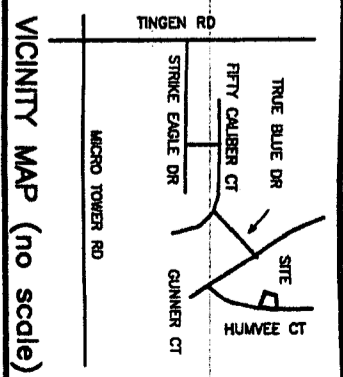 TINGEN RD
TRUE BLUE DR
FIFTY CALIBER CT
STRIKE EAGLE DR
MICRO TOWER RD
SITE
GUNNER CT
HUMVEE CT
VICINITY MAP (no scale)